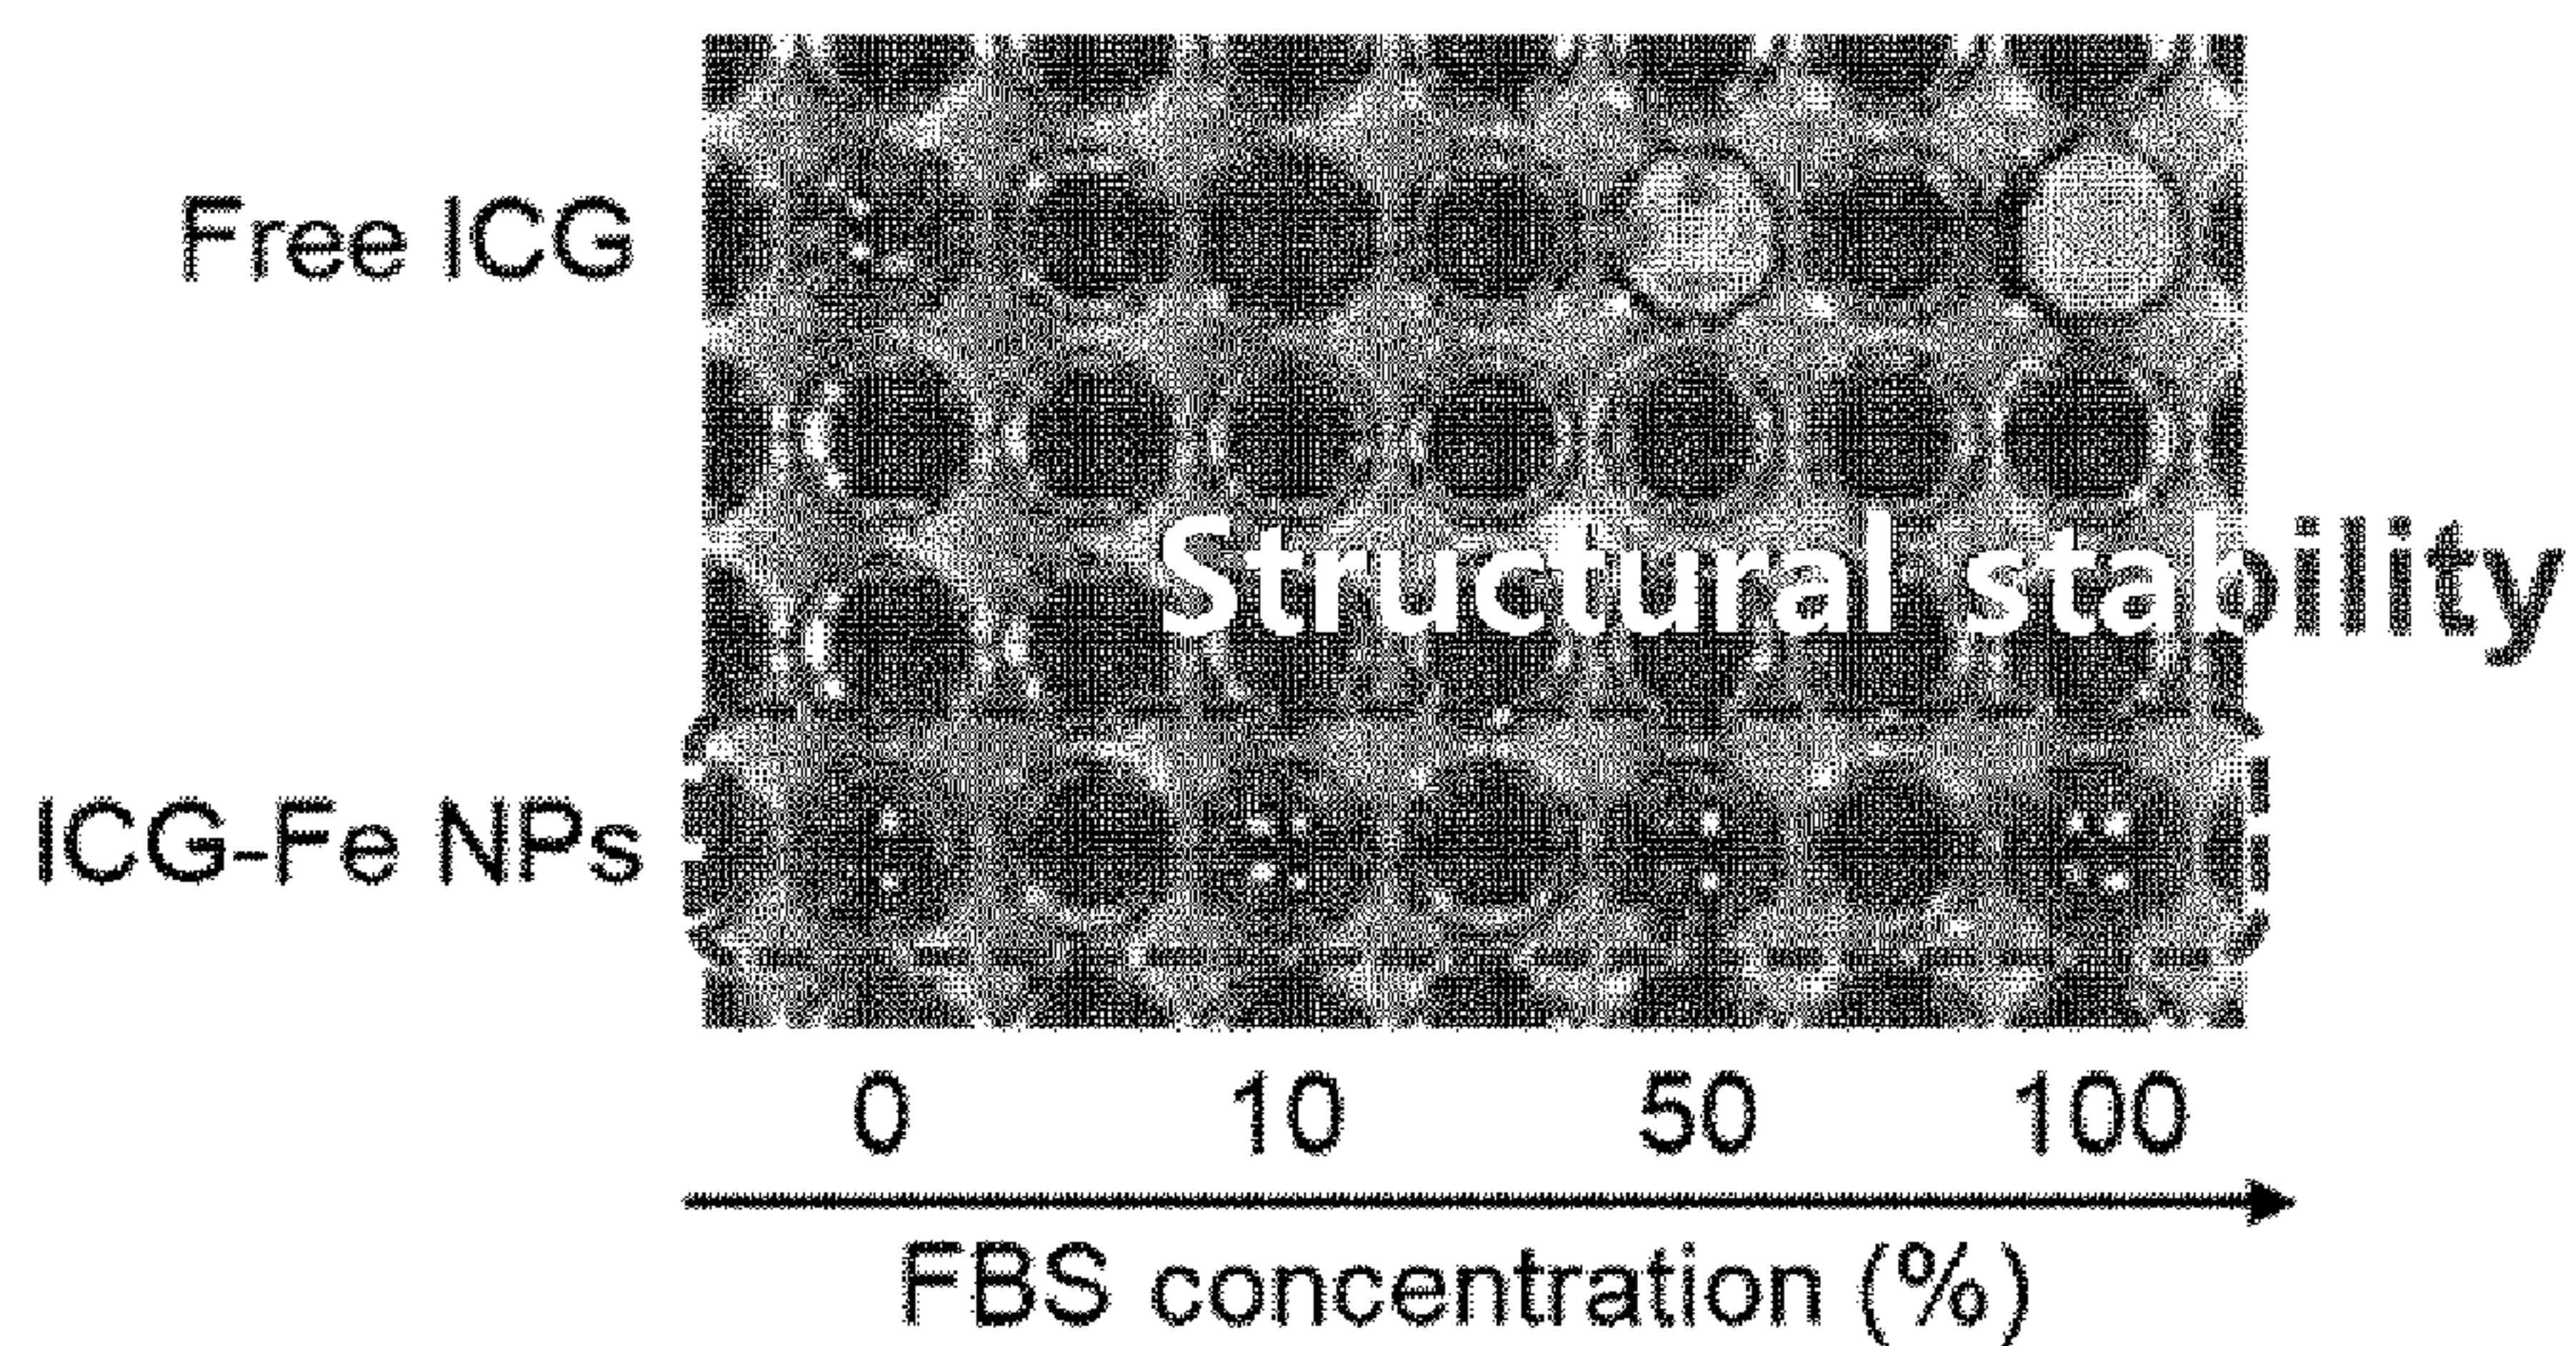 Free ICG
Structural stability
ICG-Fe NPs
0 10 50 100
FBS concentration (%)